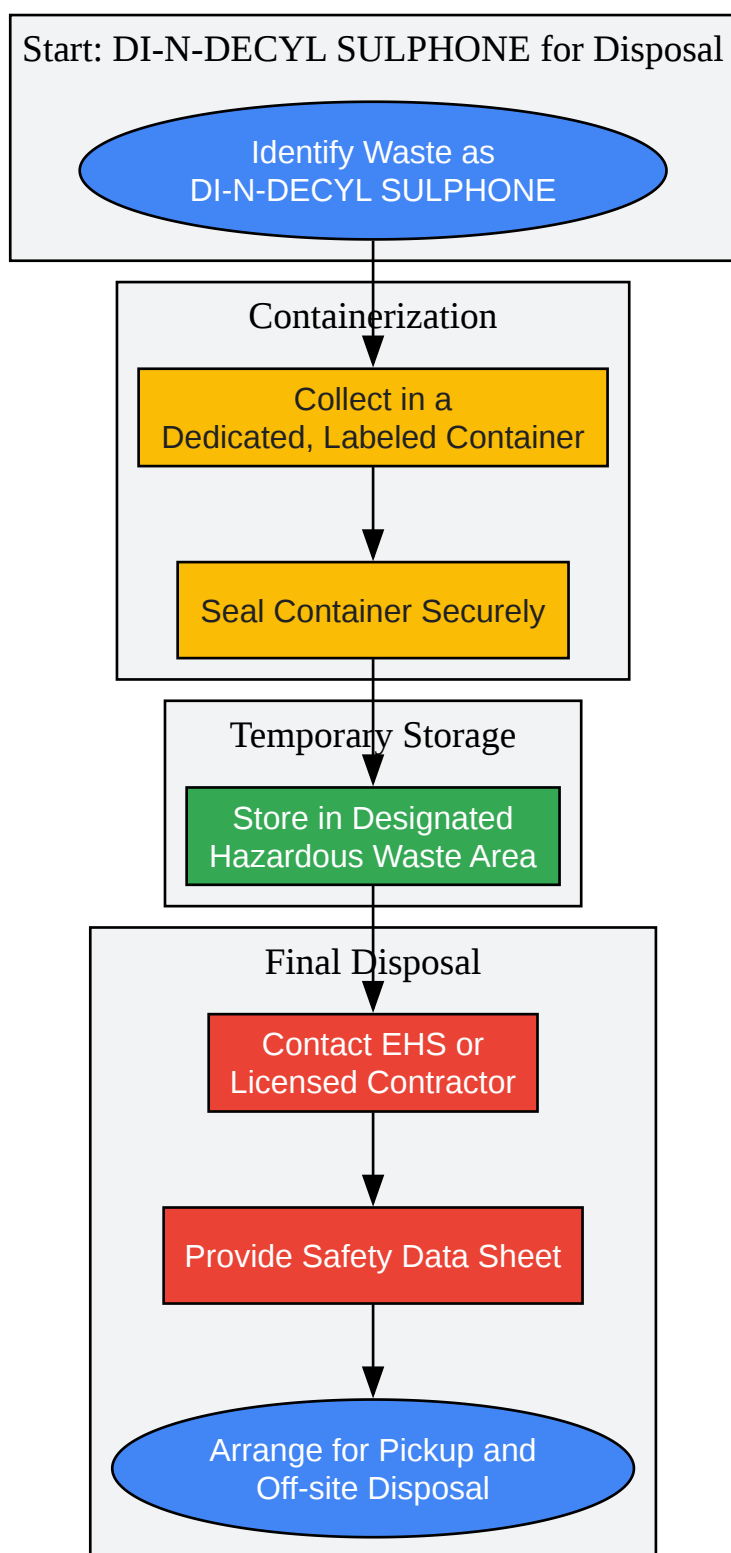 Start: DI-N-DECYL SULPHONE for Disposal
Identify Waste as
DI-N-DECYL SULPHONE
Containerization
Collect in a
Dedicated, Labeled Container
Seal Container Securely
Temporary Storage
Store in Designated
Hazardous Waste Area
Final Disposal
Contact EHS or
Licensed Contractor
Provide Safety Data Sheet
Arrange for Pickup and
Off-site Disposal